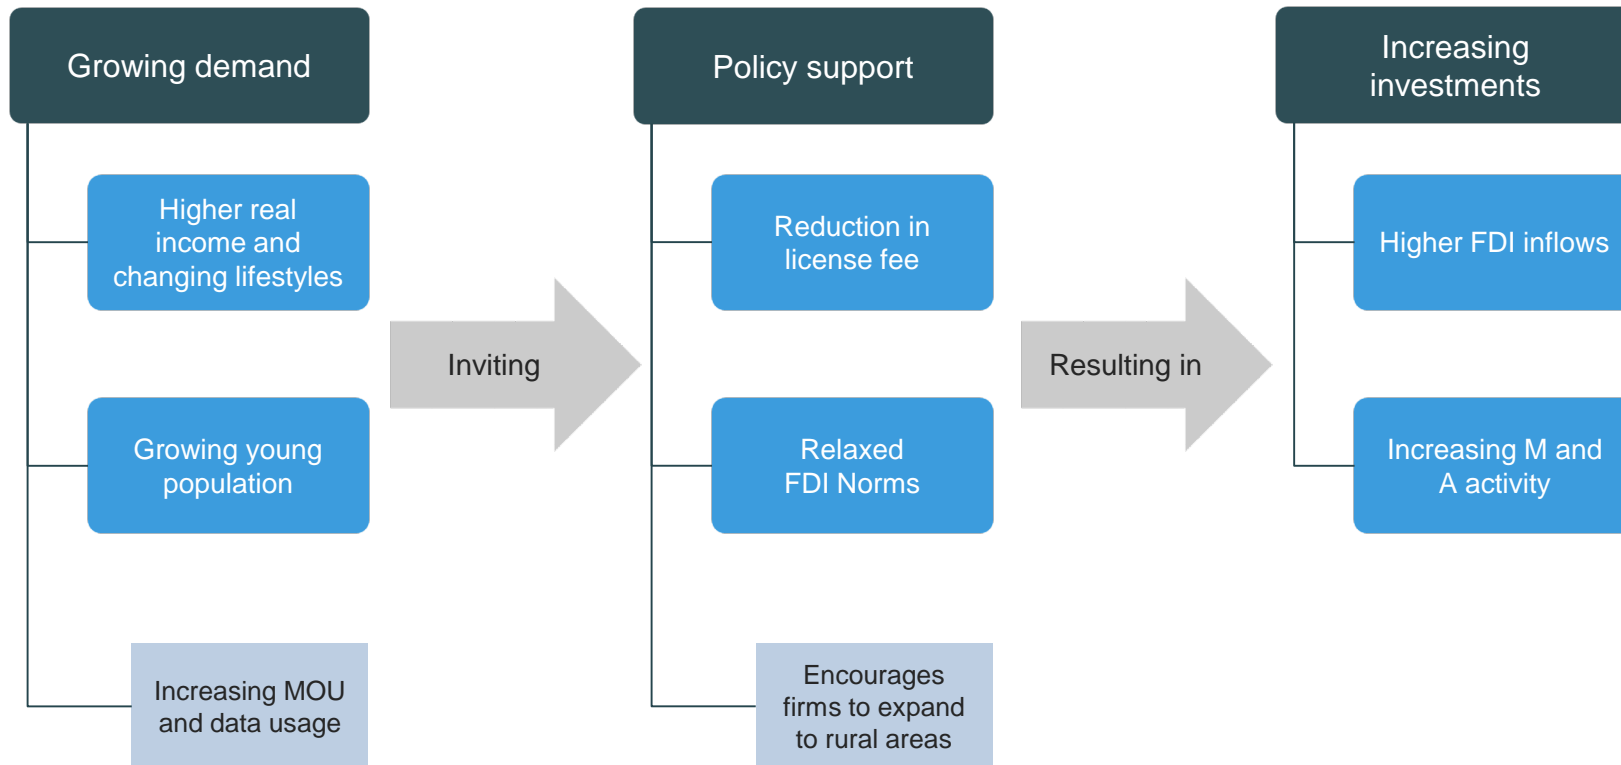 Growing demand
Higher real
income and
changing lifestyles
Growing young
population
Increasing MOU
and data usage
Inviting
Policy support
Reduction in
license fee
Relaxed
FDI Norms
Encourages
firms to expand
to rural areas
Resulting in
Increasing
investments
Higher FDI inflows
Increasing M and
A activity